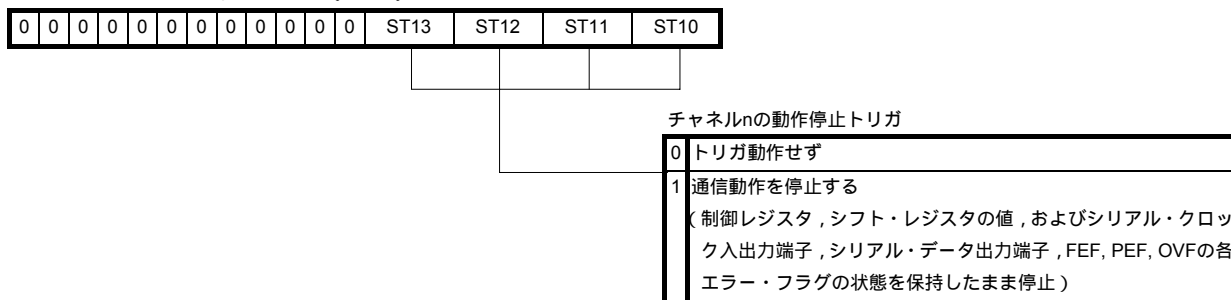 0 0 0 0 0 0 0 0 0 0 0 0 ST13 ST12 ST11 ST10
チャネルnの動作停止トリガ
0 トリガ動作せず
1 通信動作を停止する
(制御レジスタ,シフト・レジスタの値,およびシリアル・クロッ
ク入出力端子,シリアル・データ出力端子,FEF, PEF, OVFの各
エラー・フラグの状態を保持したまま停止)